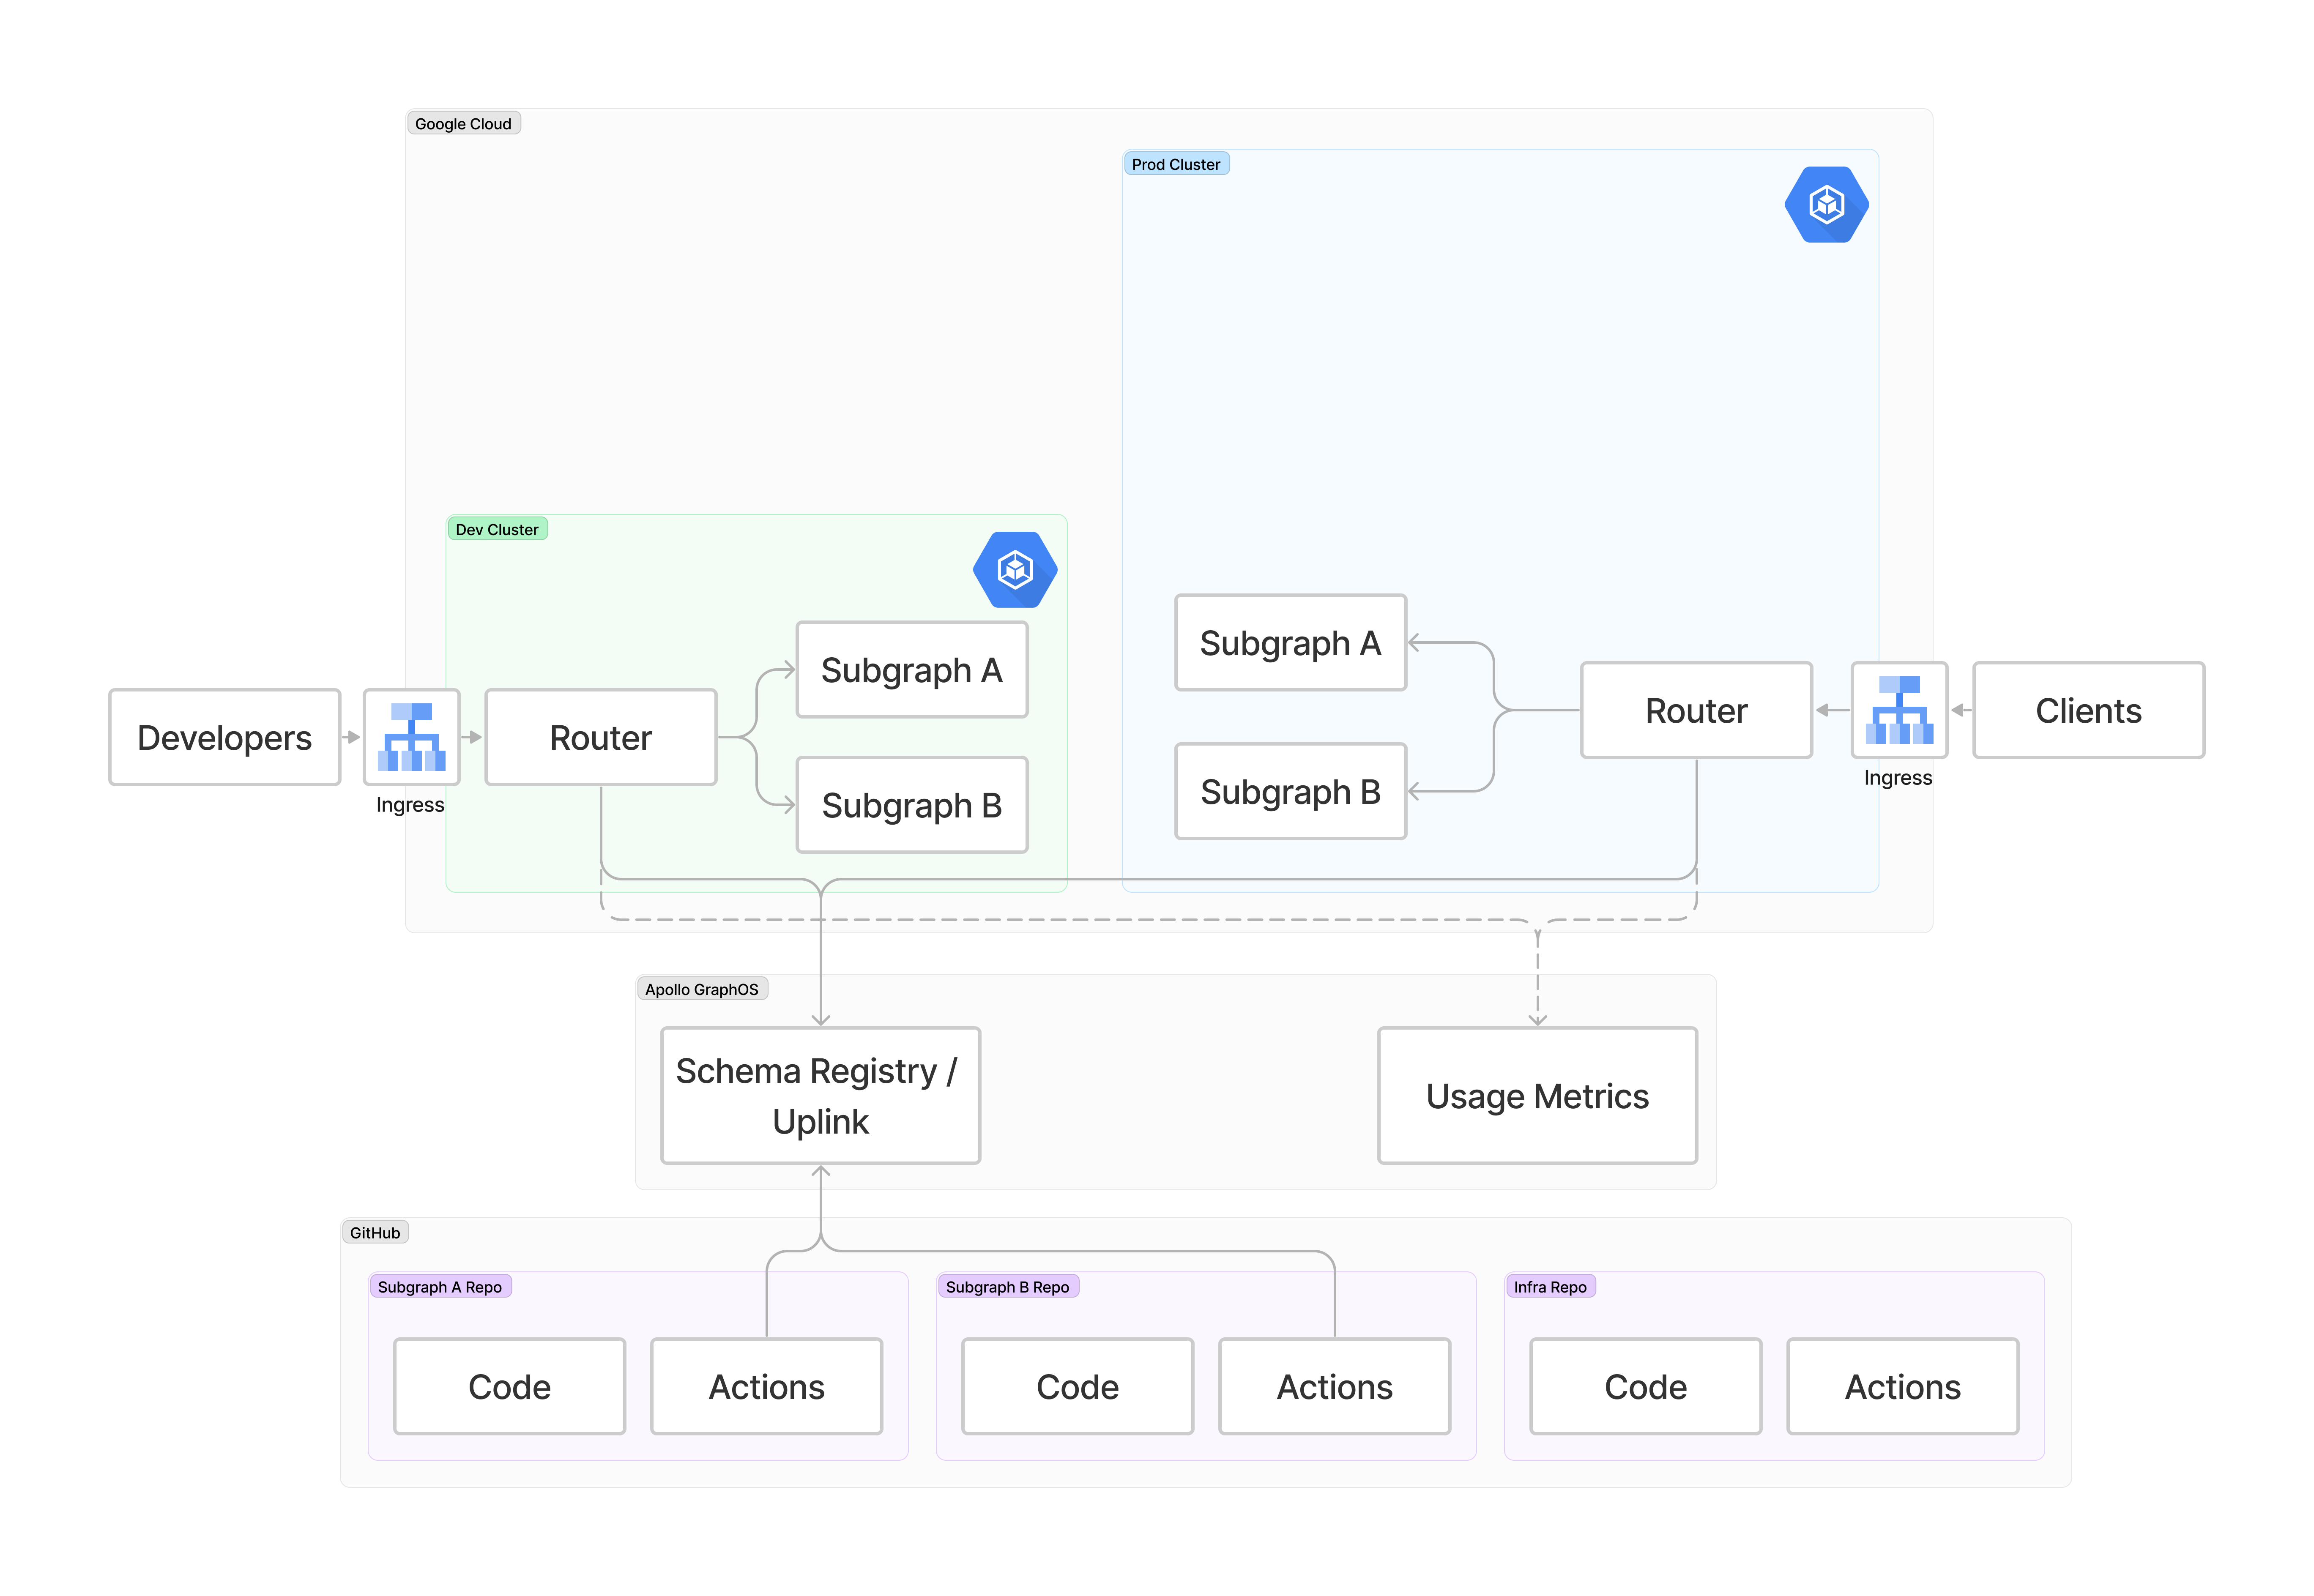 Google Cloud
Prod Cluster
Dev Cluster
Subgraph A
Subgraph A
Developers
Router
Router
Clients
Subgraph B
Subgraph B
Ingress
Ingress
Apollo GraphOS
Schema Registry /
Uplink
Usage Metrics
GitHub
Subgraph A Repo
Subgraph B Repo
Infra Repo
Code
Actions
Code
Actions
Code
Actions